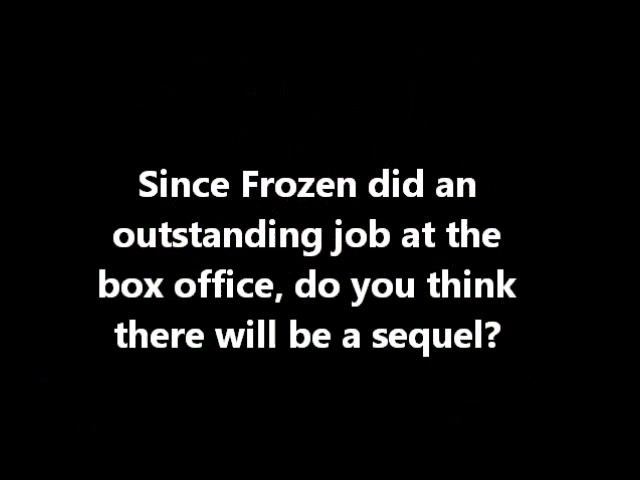 Since Frozen did an
outstanding job at the
box office, do you think
there will be a sequel?